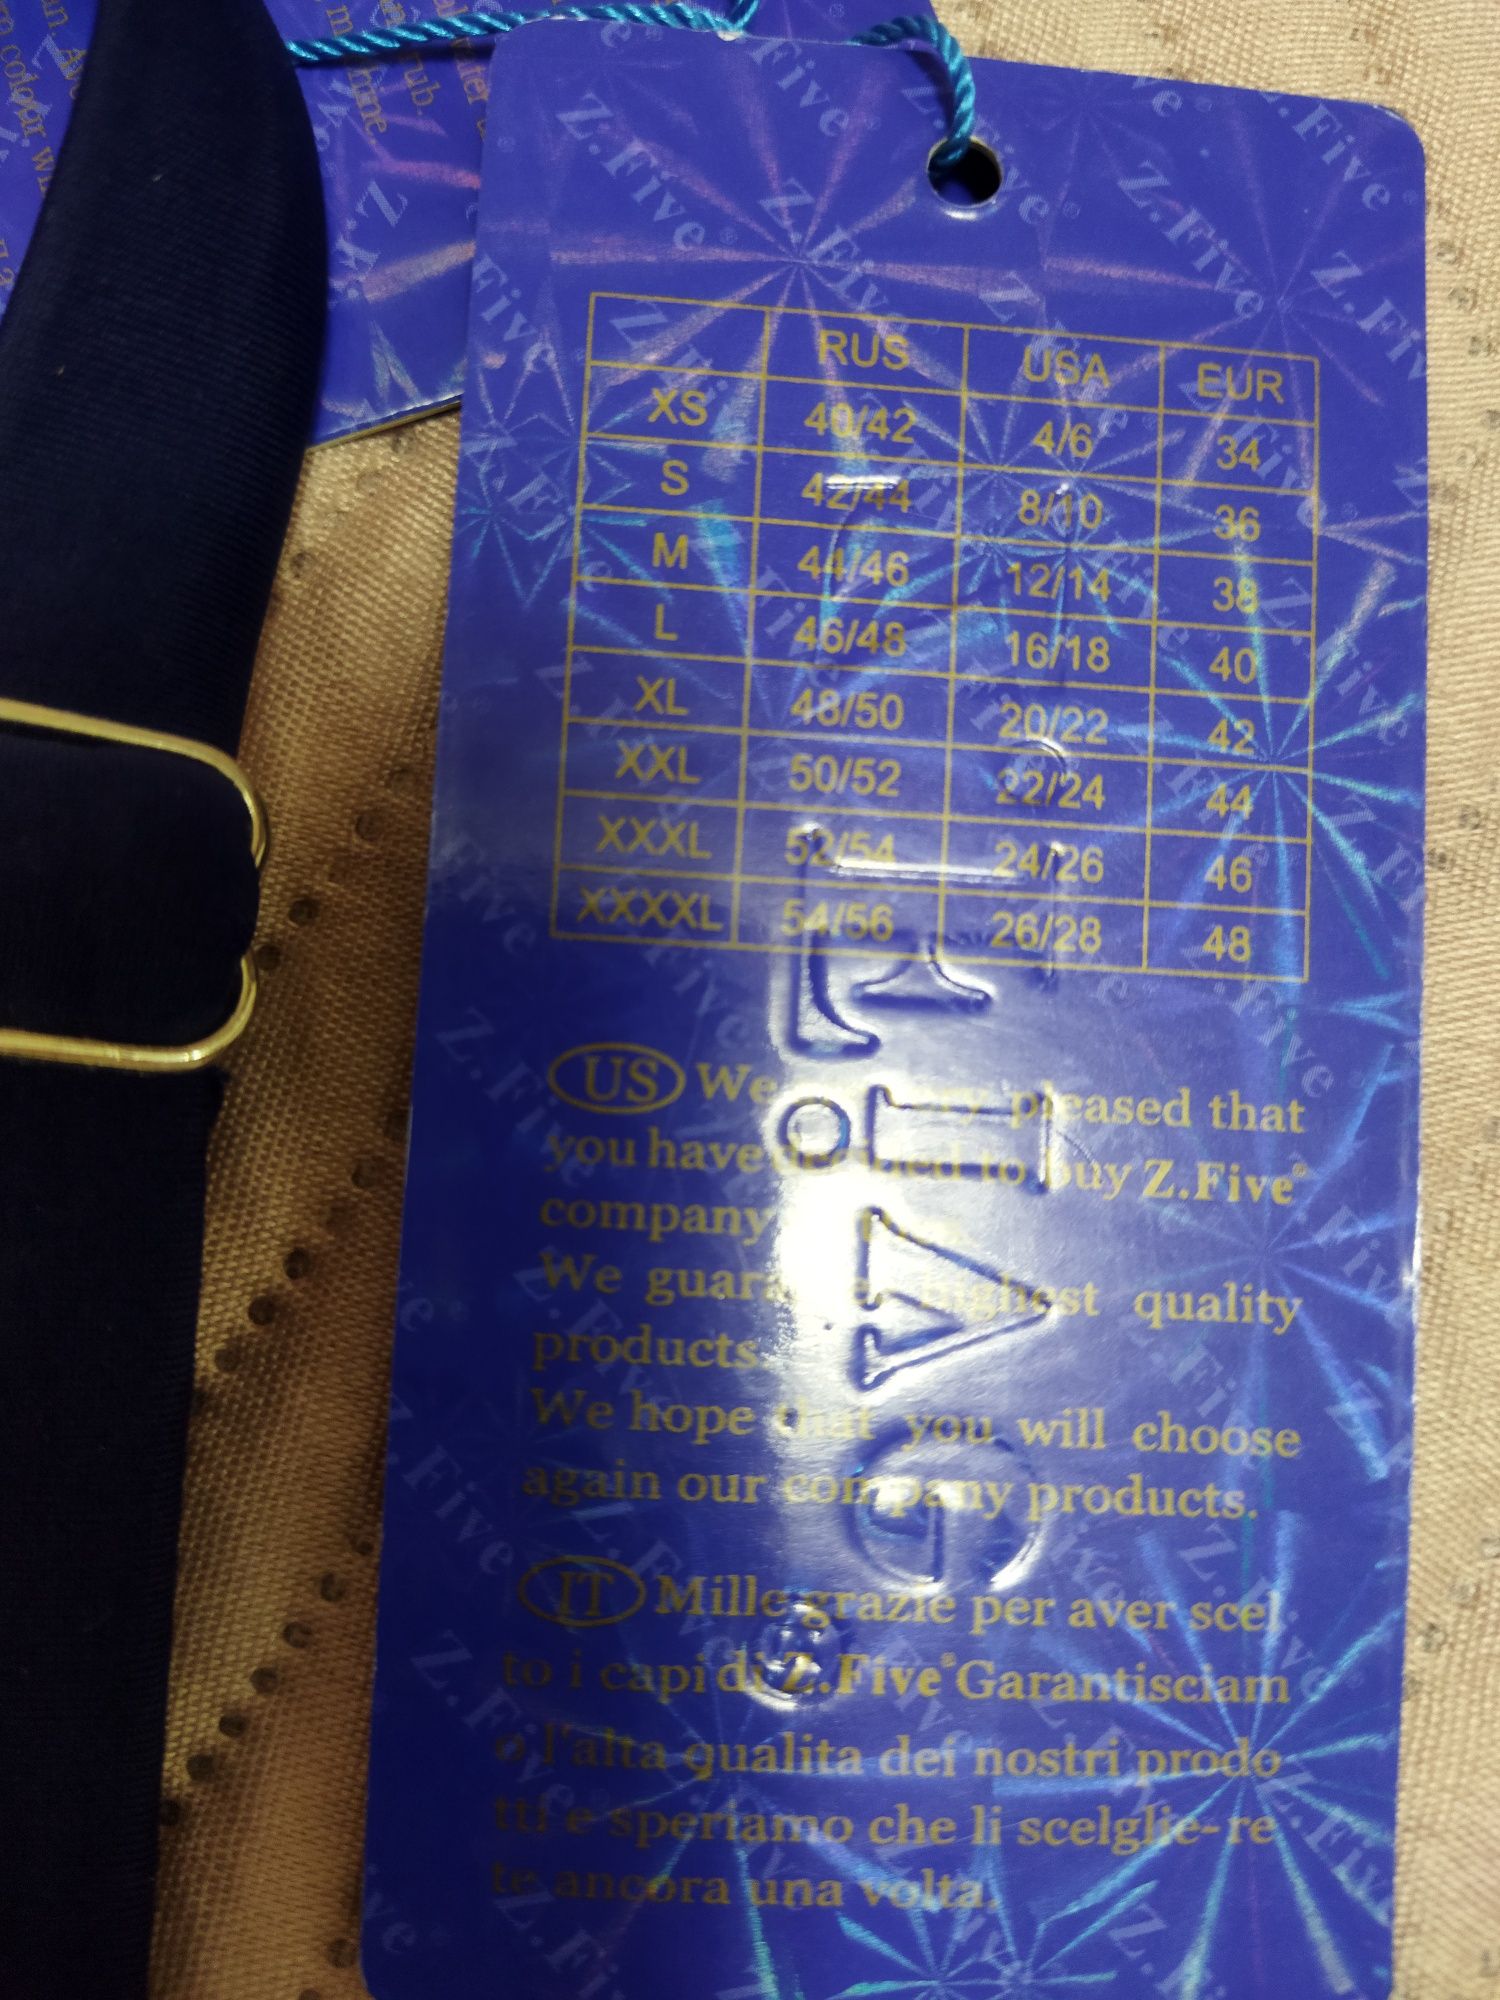 RUS USA EUR
XS 40/42 4/6 34
S 42/44 8/10 36
M 44/46 12/14 38
L 46/48 16/18 40
XL 48/50 20/22 42
XXL 50/52 22/24 44
XXXL 52/54 24/26 46
XXXXL 54/56 26/28 48
US We very pleased that
you have decided to buy Z.Five®
company
We highest quality
products.
We hope that you will choose
again our company products.
IT Mille grazie per aver scel
to i capi di Z.Five® Garantisciam
o l'alta qualita dei nostri prodo
tti e speriamo che li scelglie-re
te ancora una volta.